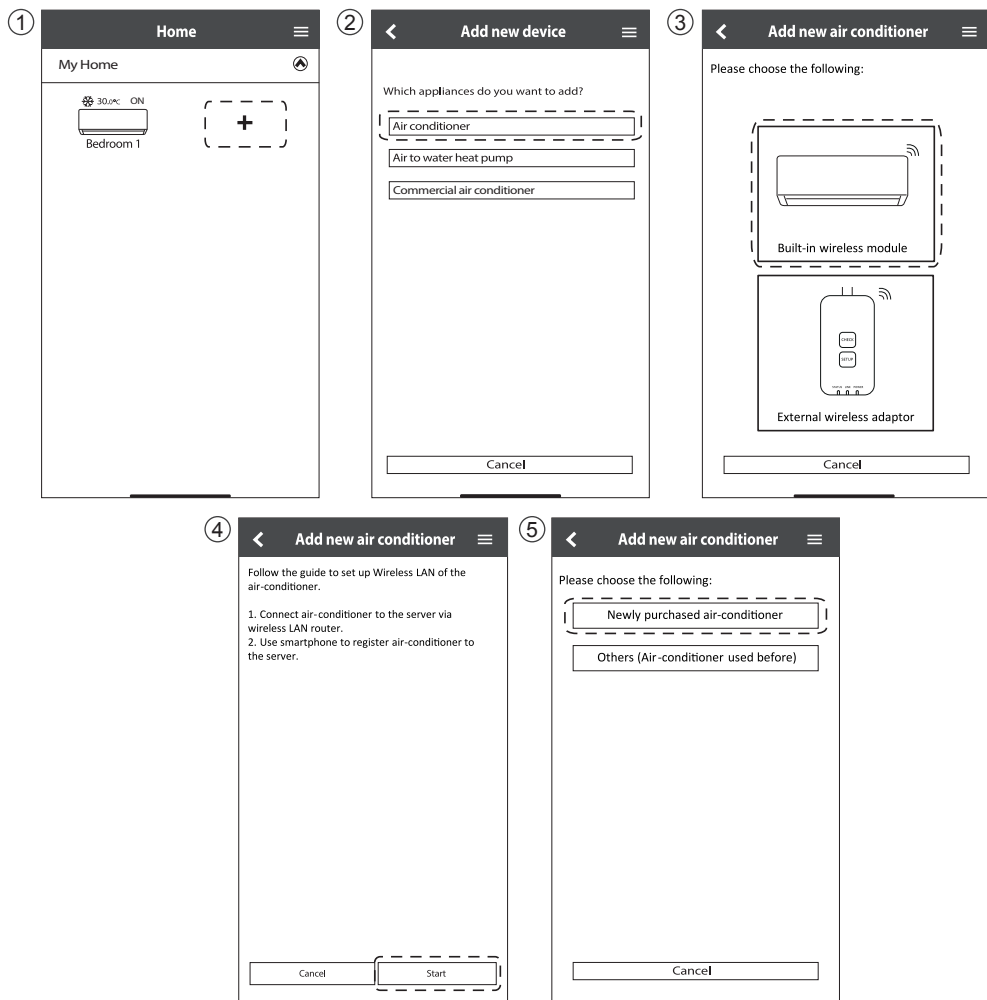 ①
Home
My Home
30.0°C ON
Bedroom 1
+
②
Add new device
Which appliances do you want to add?
Air conditioner
Air to water heat pump
Commercial air conditioner
Cancel
③
Add new air conditioner
Please choose the following:
Built-in wireless module
CHECK
SETUP
STATUS LINK POWER
External wireless adaptor
Cancel
④
Add new air conditioner
Follow the guide to set up Wireless LAN of the
air-conditioner.
1. Connect air-conditioner to the server via
wireless LAN router.
2. Use smartphone to register air-conditioner to
the server.
Cancel
Start
⑤
Add new air conditioner
Please choose the following:
Newly purchased air-conditioner
Others (Air-conditioner used before)
Cancel